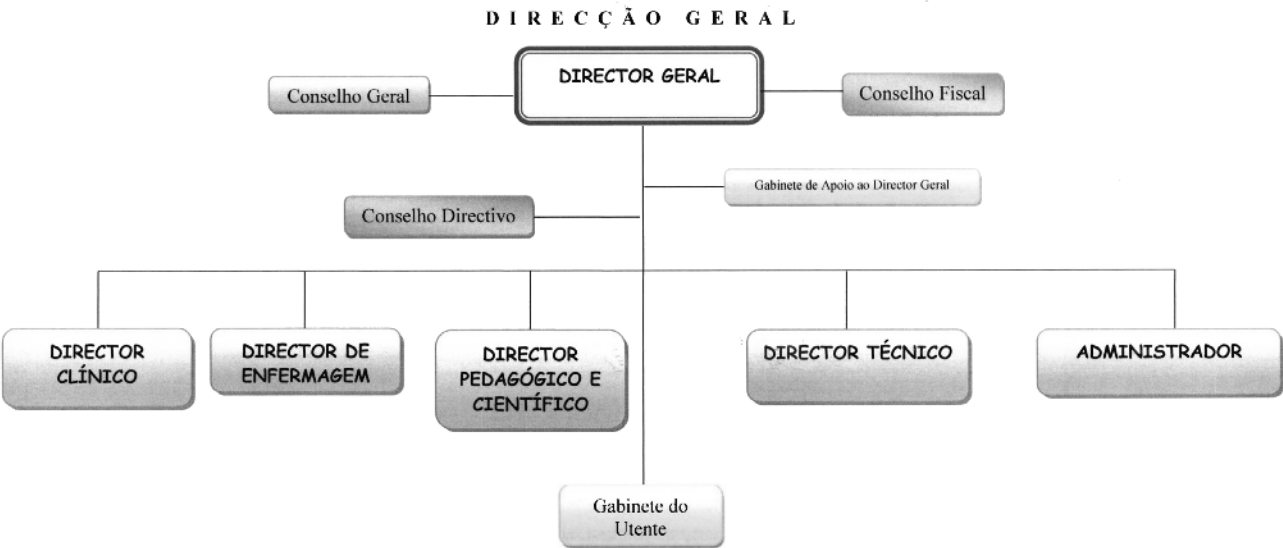 DIRECÇÃO GERAL
DIRECTOR GERAL
Conselho Geral
Conselho Fiscal
Gabinete de Apoio ao Director Geral
Conselho Directivo
DIRECTOR
CLÍNICO
DIRECTOR DE
ENFERMAGEM
DIRECTOR
PEDAGÓGICO E
CIENTÍFICO
DIRECTOR TÉCNICO
ADMINISTRADOR
Gabinete do
Utente